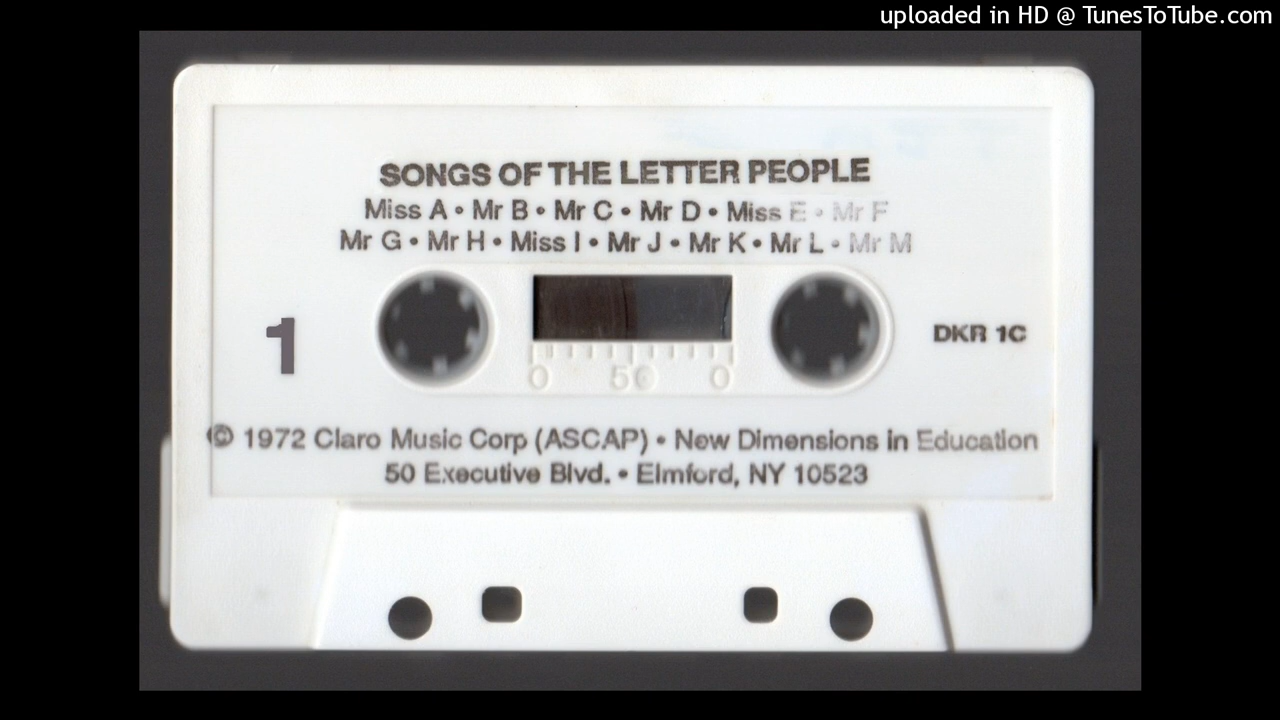 uploaded in HD @ TunesToTube.com
SONGS OF THE LETTER PEOPLE
Miss A • Mr B • Mr C • Mr D • Miss E • Mr F
Mr G • Mr H • Miss I • Mr J • Mr K • Mr L • Mr M
1
DKR 1C
0 50 0
© 1972 Claro Music Corp (ASCAP) • New Dimensions in Education
50 Executive Blvd. • Elmford, NY 10523